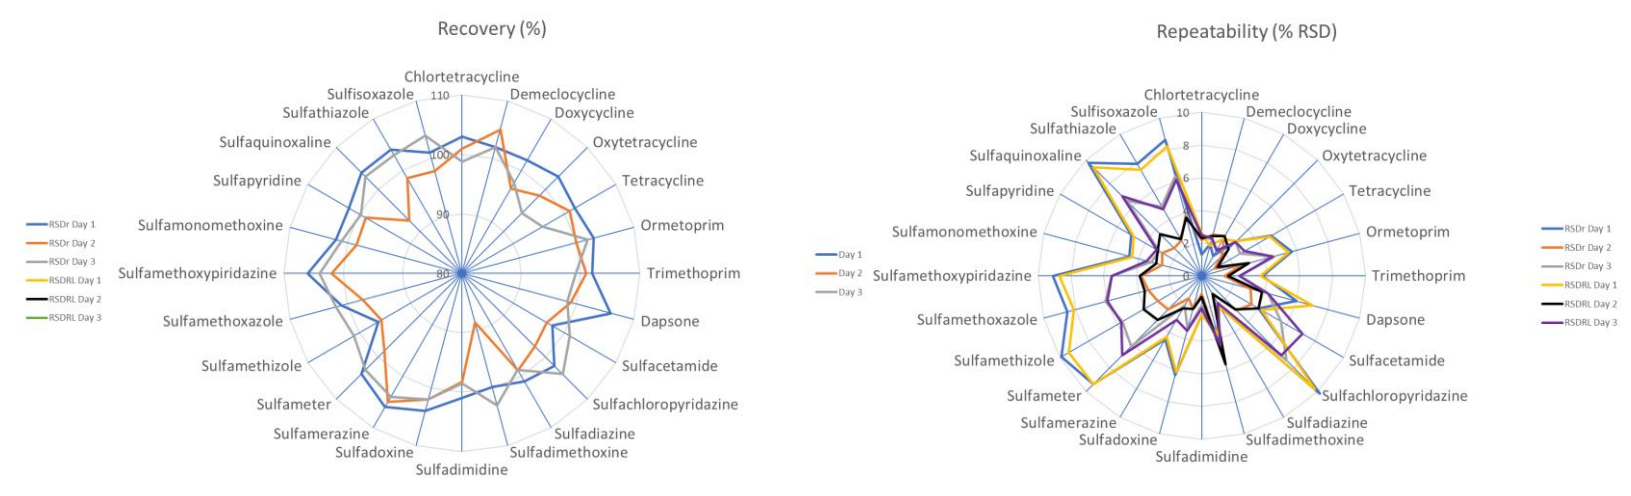 Recovery (%)
Chlortetracycline
Demeclocycline
Doxycycline
Oxytetracycline
Tetracycline
Ormetoprim
Trimethoprim
Dapsone
Sulfacetamide
Sulfachloropyridazine
Sulfadiazine
Sulfadimethoxine
Sulfadimidine
Sulfadoxine
Sulfamerazine
Sulfameter
Sulfamethizole
Sulfamethoxazole
Sulfamethoxypiridazine
Sulfamonomethoxine
Sulfapyridine
Sulfaquinoxaline
Sulfathiazole
Sulfisoxazole
110
100
90
80
RSDr Day 1
RSDr Day 2
RSDr Day 3
RSDRL Day 1
RSDRL Day 2
RSDRL Day 3
Day 1
Day 2
Day 3
Repeatability (% RSD)
Chlortetracycline
Demeclocycline
Doxycycline
Oxytetracycline
Tetracycline
Ormetoprim
Trimethoprim
Dapsone
Sulfacetamide
Sulfachloropyridazine
Sulfadiazine
Sulfadimethoxine
Sulfadimidine
Sulfadoxine
Sulfamerazine
Sulfameter
Sulfamethizole
Sulfamethoxazole
Sulfamethoxypiridazine
Sulfamonomethoxine
Sulfapyridine
Sulfaquinoxaline
Sulfathiazole
Sulfisoxazole
10
8
6
4
2
0
RSDr Day 1
RSDr Day 2
RSDr Day 3
RSDRL Day 1
RSDRL Day 2
RSDRL Day 3